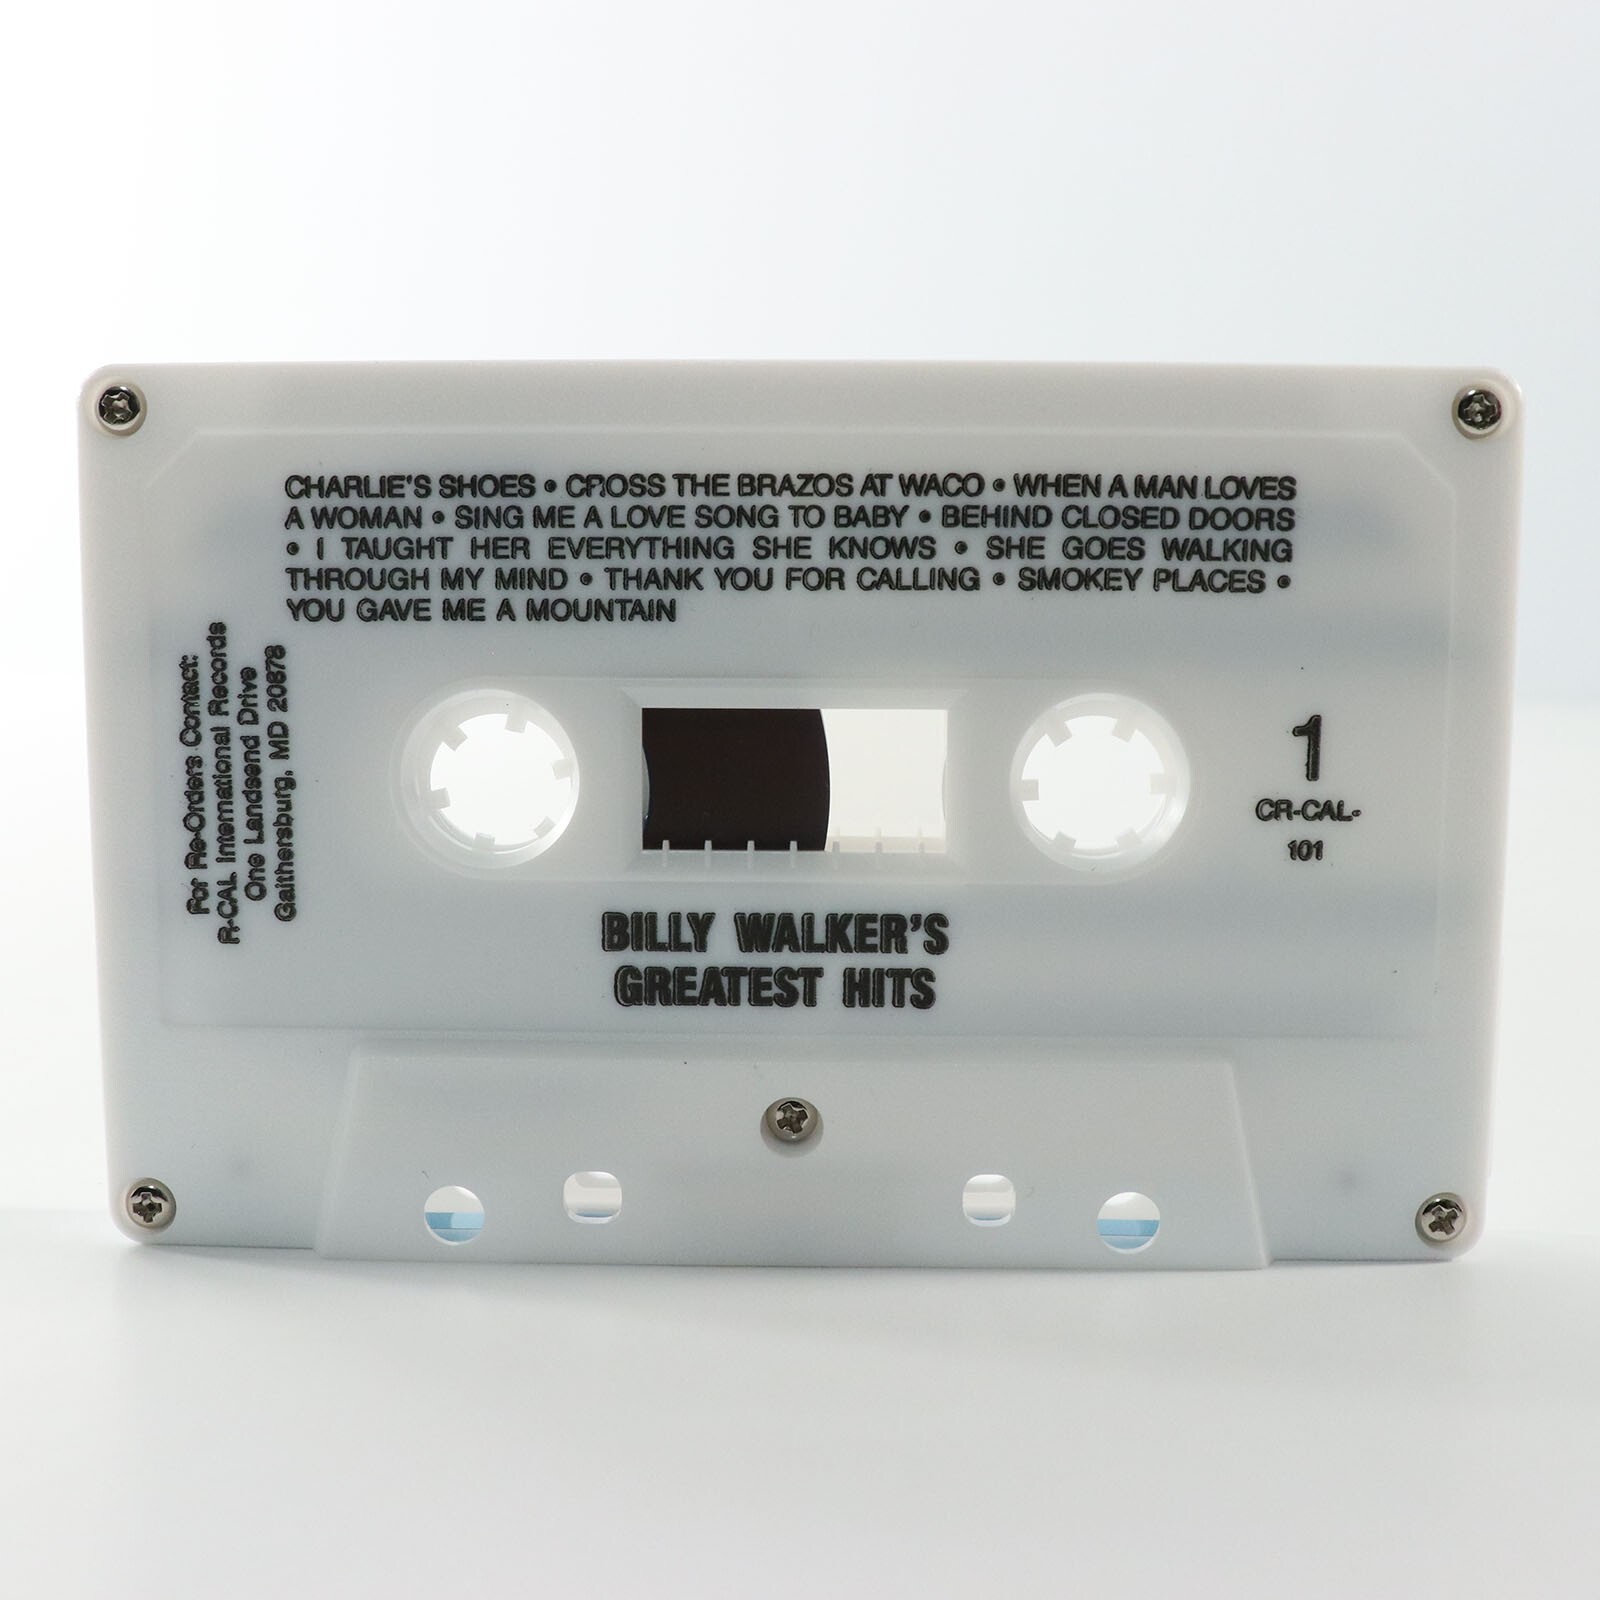 CHARLIE'S SHOES • CROSS THE BRAZOS AT WACO • WHEN A MAN LOVES
A WOMAN • SING ME A LOVE SONG TO BABY • BEHIND CLOSED DOORS
• I TAUGHT HER EVERYTHING SHE KNOWS • SHE GOES WALKING
THROUGH MY MIND • THANK YOU FOR CALLING • SMOKEY PLACES •
YOU GAVE ME A MOUNTAIN
For Re-Orders Contact:
R-CAL International Records
One Landsend Drive
Gaithersburg, MD 20878
1
CR-CAL-
101
BILLY WALKER'S
GREATEST HITS